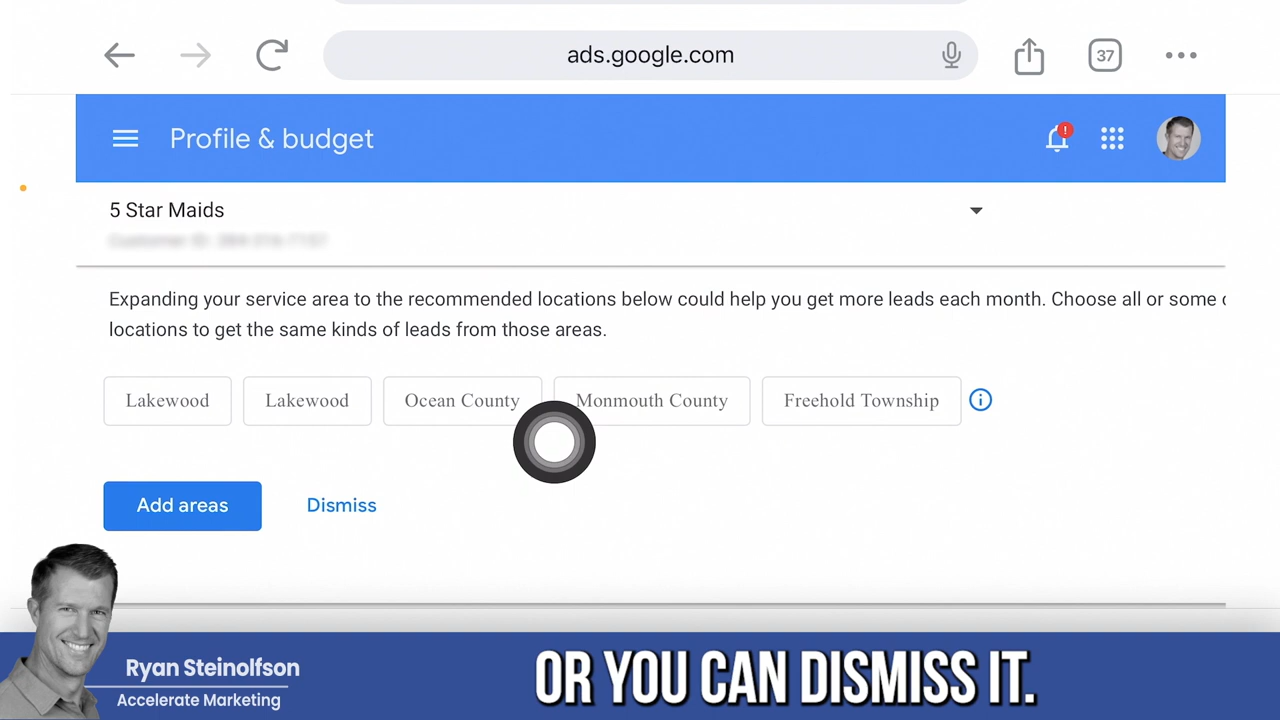 ads.google.com
37
Profile & budget
!
5 Star Maids
Expanding your service area to the recommended locations below could help you get more leads each month. Choose all or some
locations to get the same kinds of leads from those areas.
Lakewood Lakewood Ocean County Monmouth County Freehold Township
Add areas Dismiss
Ryan Steinolfson
Accelerate Marketing
OR YOU CAN DISMISS IT.